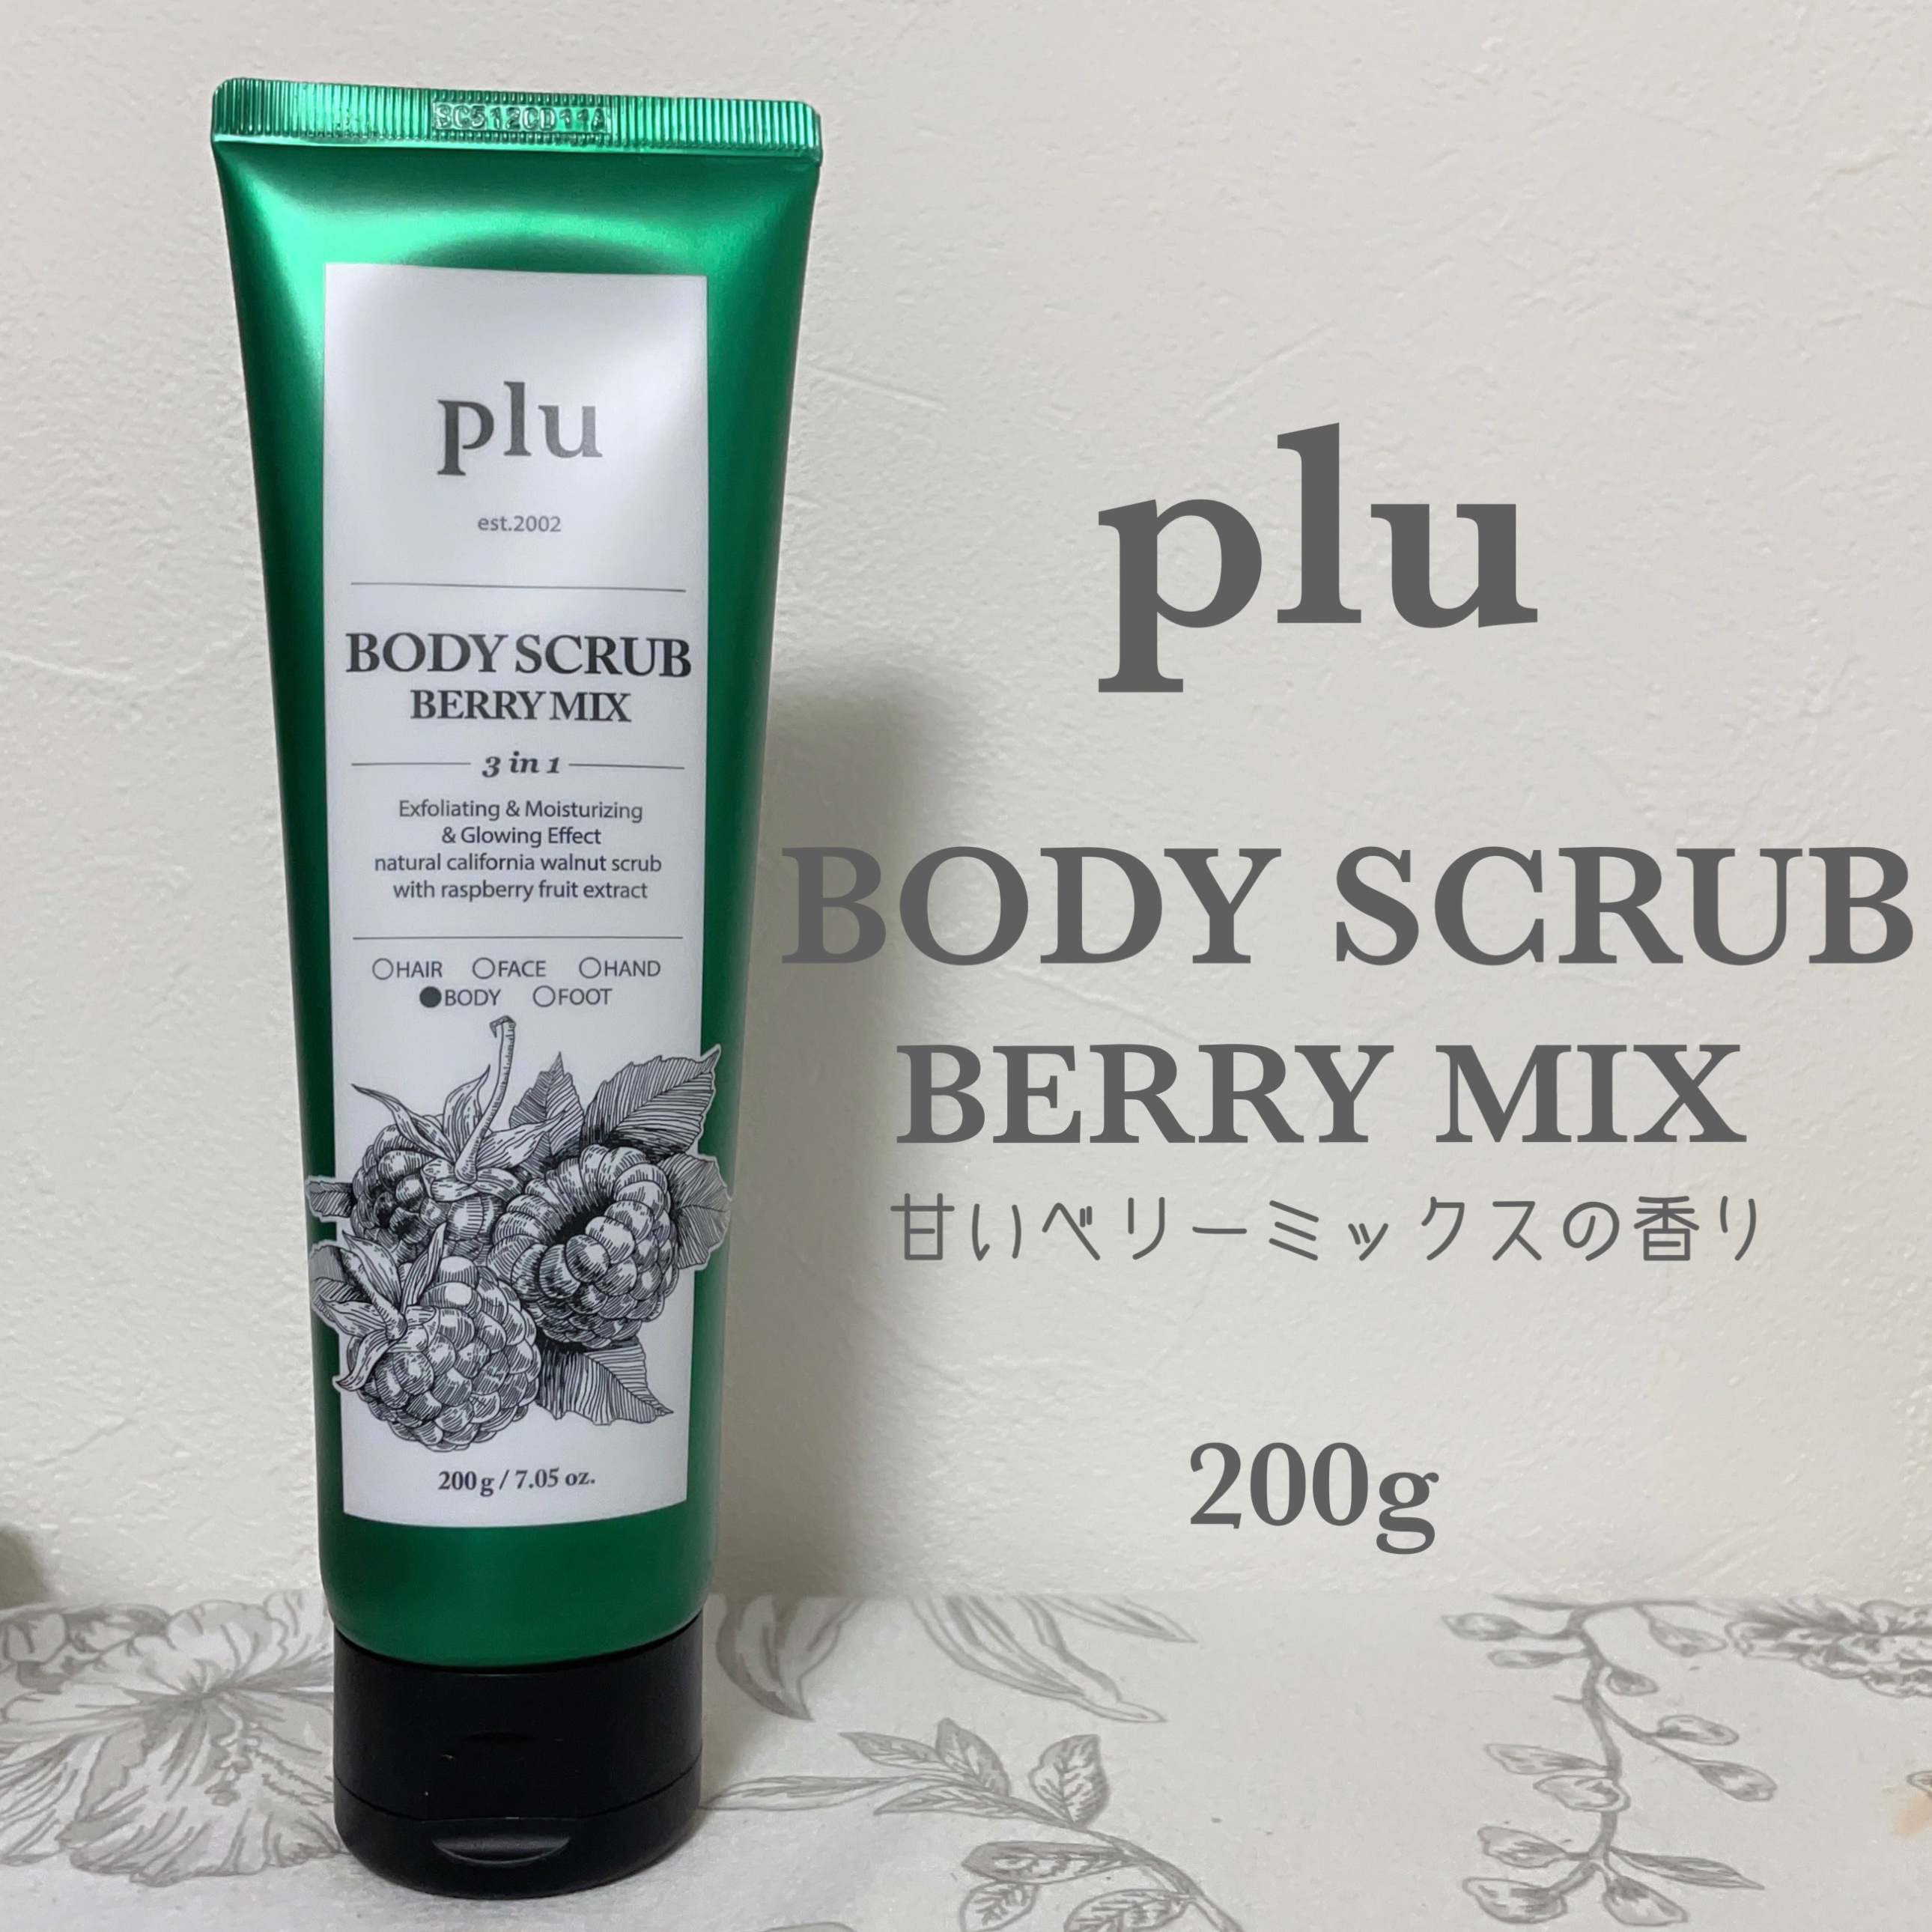 SC512CD11A
plu
est.2002
BODY SCRUB
BERRY MIX
3 in 1
Exfoliating & Moisturizing
& Glowing Effect
natural california walnut scrub
with raspberry fruit extract
○HAIR ○FACE ○HAND
●BODY ○FOOT
200 g / 7.05 oz.
plu
BODY SCRUB
BERRY MIX
甘いベリーミックスの香り
200g